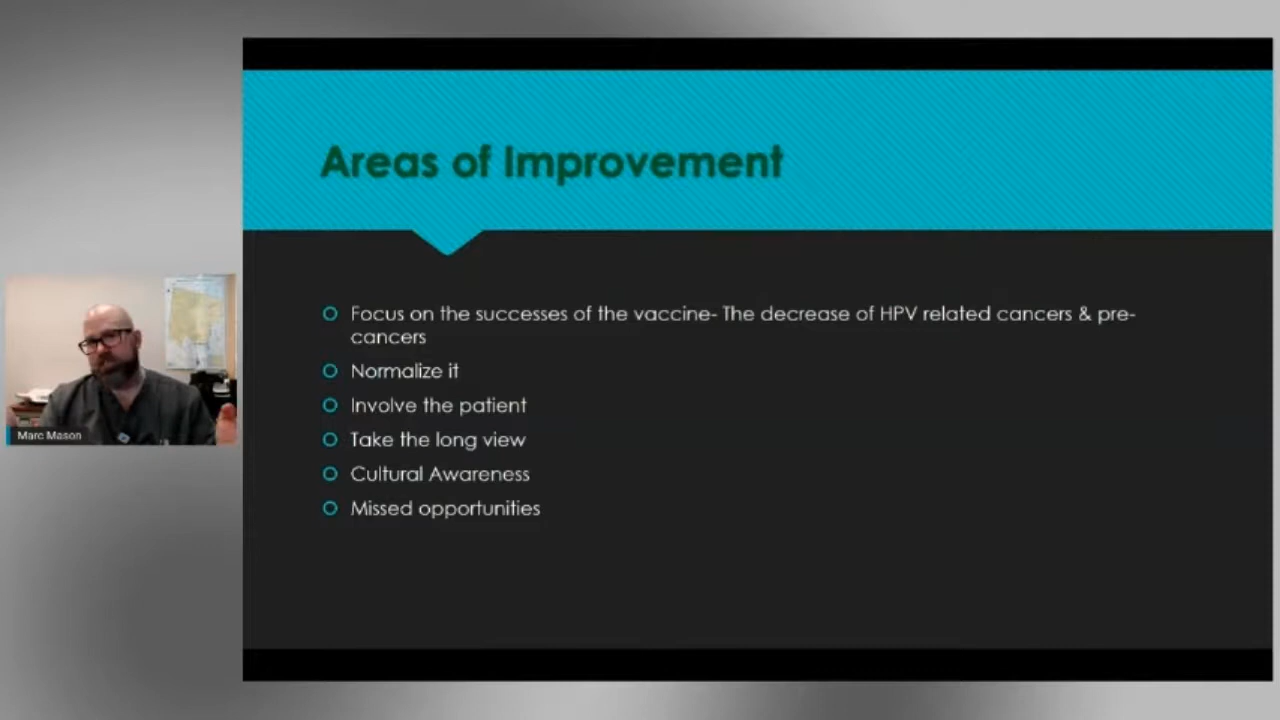 Areas of Improvement
Focus on the successes of the vaccine- The decrease of HPV related cancers & pre-
cancers
Normalize it
Involve the patient
Take the long view
Cultural Awareness
Missed opportunities
Marc Mason